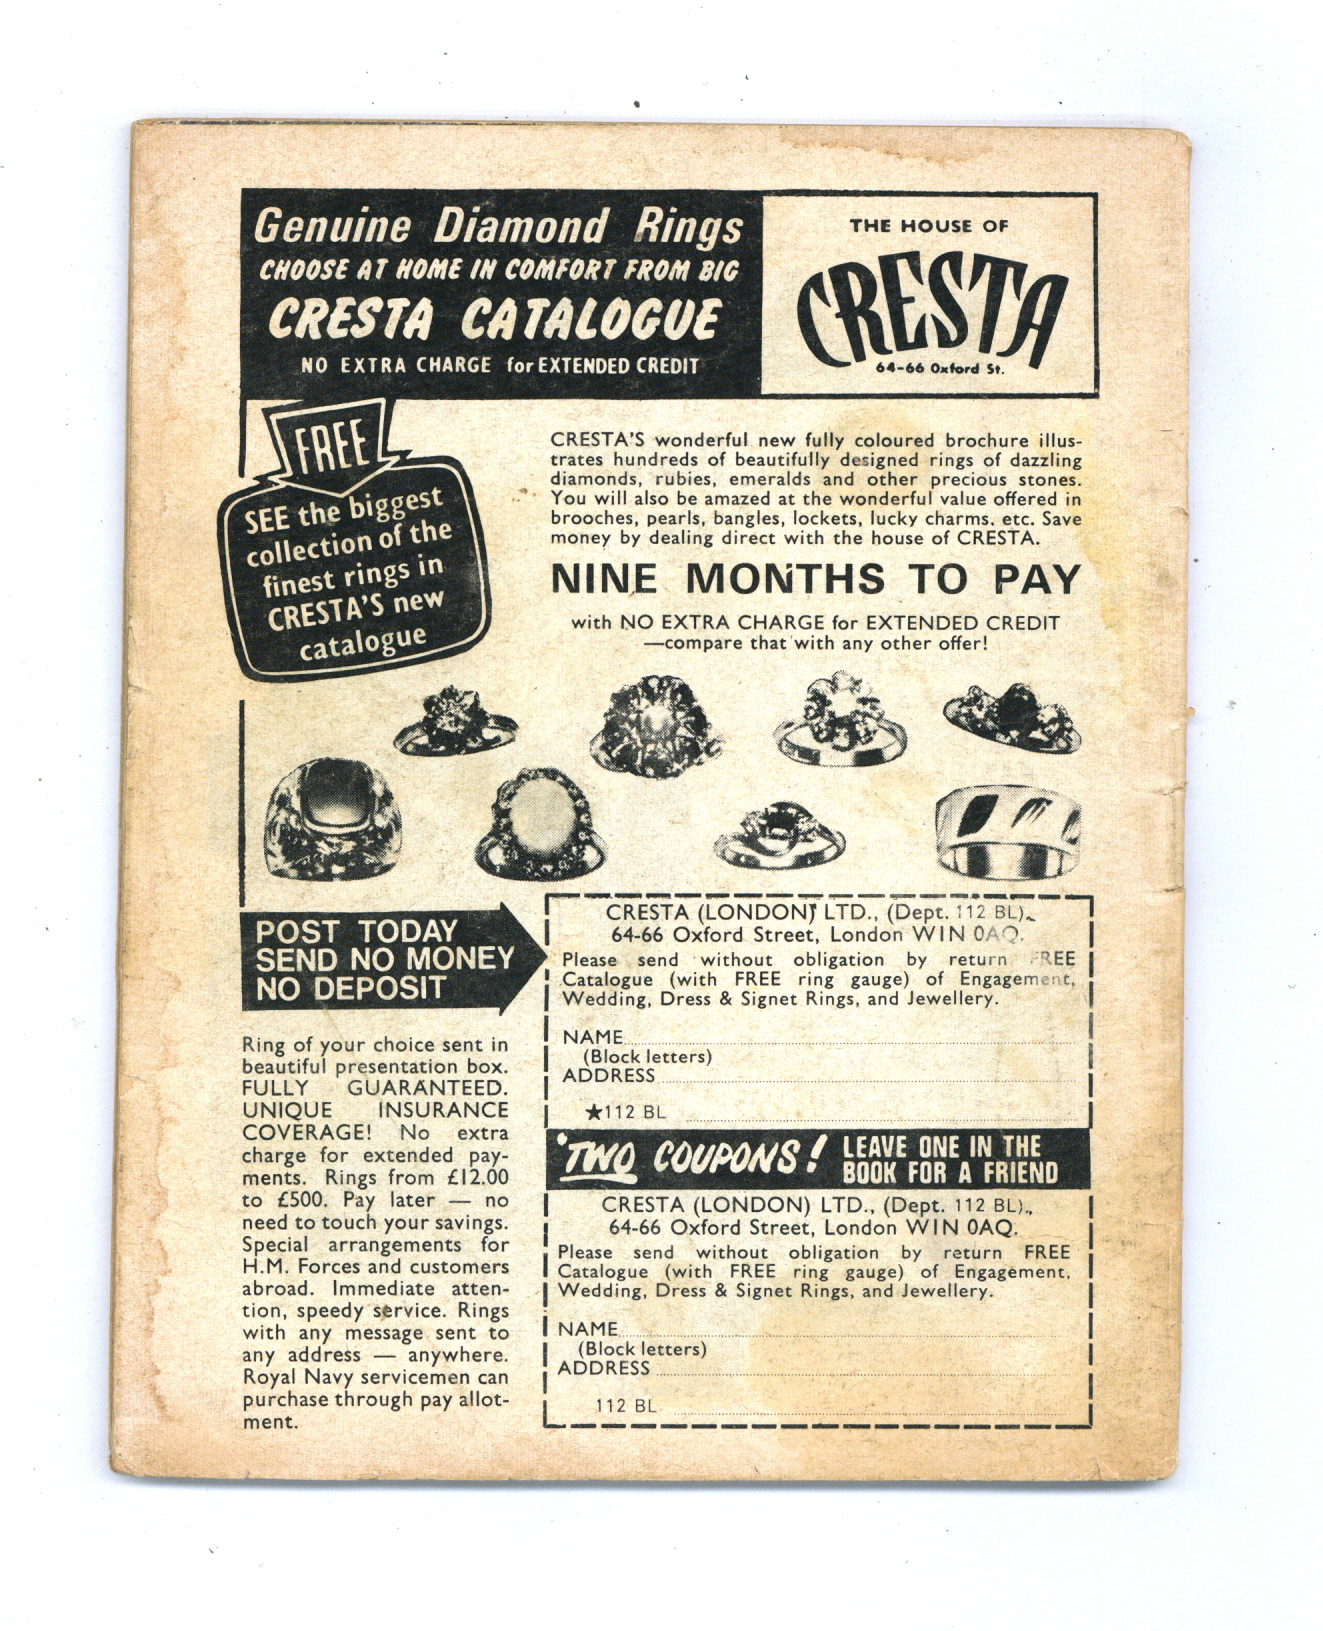 Genuine Diamond Rings
CHOOSE AT HOME IN COMFORT FROM BIG
CRESTA CATALOGUE
NO EXTRA CHARGE for EXTENDED CREDIT
THE HOUSE OF
CRESTA
64-66 Oxford St.
FREE
SEE the biggest
collection of the
finest rings in
CRESTA'S new
catalogue
CRESTA'S wonderful new fully coloured brochure illus-
trates hundreds of beautifully designed rings of dazzling
diamonds, rubies, emeralds and other precious stones.
You will also be amazed at the wonderful value offered in
brooches, pearls, bangles, lockets, lucky charms, etc. Save
money by dealing direct with the house of CRESTA.
NINE MONTHS TO PAY
with NO EXTRA CHARGE for EXTENDED CREDIT
—compare that with any other offer!
POST TODAY
SEND NO MONEY
NO DEPOSIT
Ring of your choice sent in
beautiful presentation box.
FULLY GUARANTEED.
UNIQUE INSURANCE
COVERAGE! No extra
charge for extended pay-
ments. Rings from £12.00
to £500. Pay later — no
need to touch your savings.
Special arrangements for
H.M. Forces and customers
abroad. Immediate atten-
tion, speedy service. Rings
with any message sent to
any address — anywhere.
Royal Navy servicemen can
purchase through pay allot-
ment.
CRESTA (LONDON) LTD., (Dept. 112 BL).,
64-66 Oxford Street, London W1N 0AQ.
Please send without obligation by return FREE
Catalogue (with FREE ring gauge) of Engagement,
Wedding, Dress & Signet Rings, and Jewellery.
NAME
(Block letters)
ADDRESS
★112 BL
TWO COUPONS! LEAVE ONE IN THE
BOOK FOR A FRIEND
CRESTA (LONDON) LTD., (Dept. 112 BL).,
64-66 Oxford Street, London W1N 0AQ.
Please send without obligation by return FREE
Catalogue (with FREE ring gauge) of Engagement,
Wedding, Dress & Signet Rings, and Jewellery.
NAME
(Block letters)
ADDRESS
112 BL